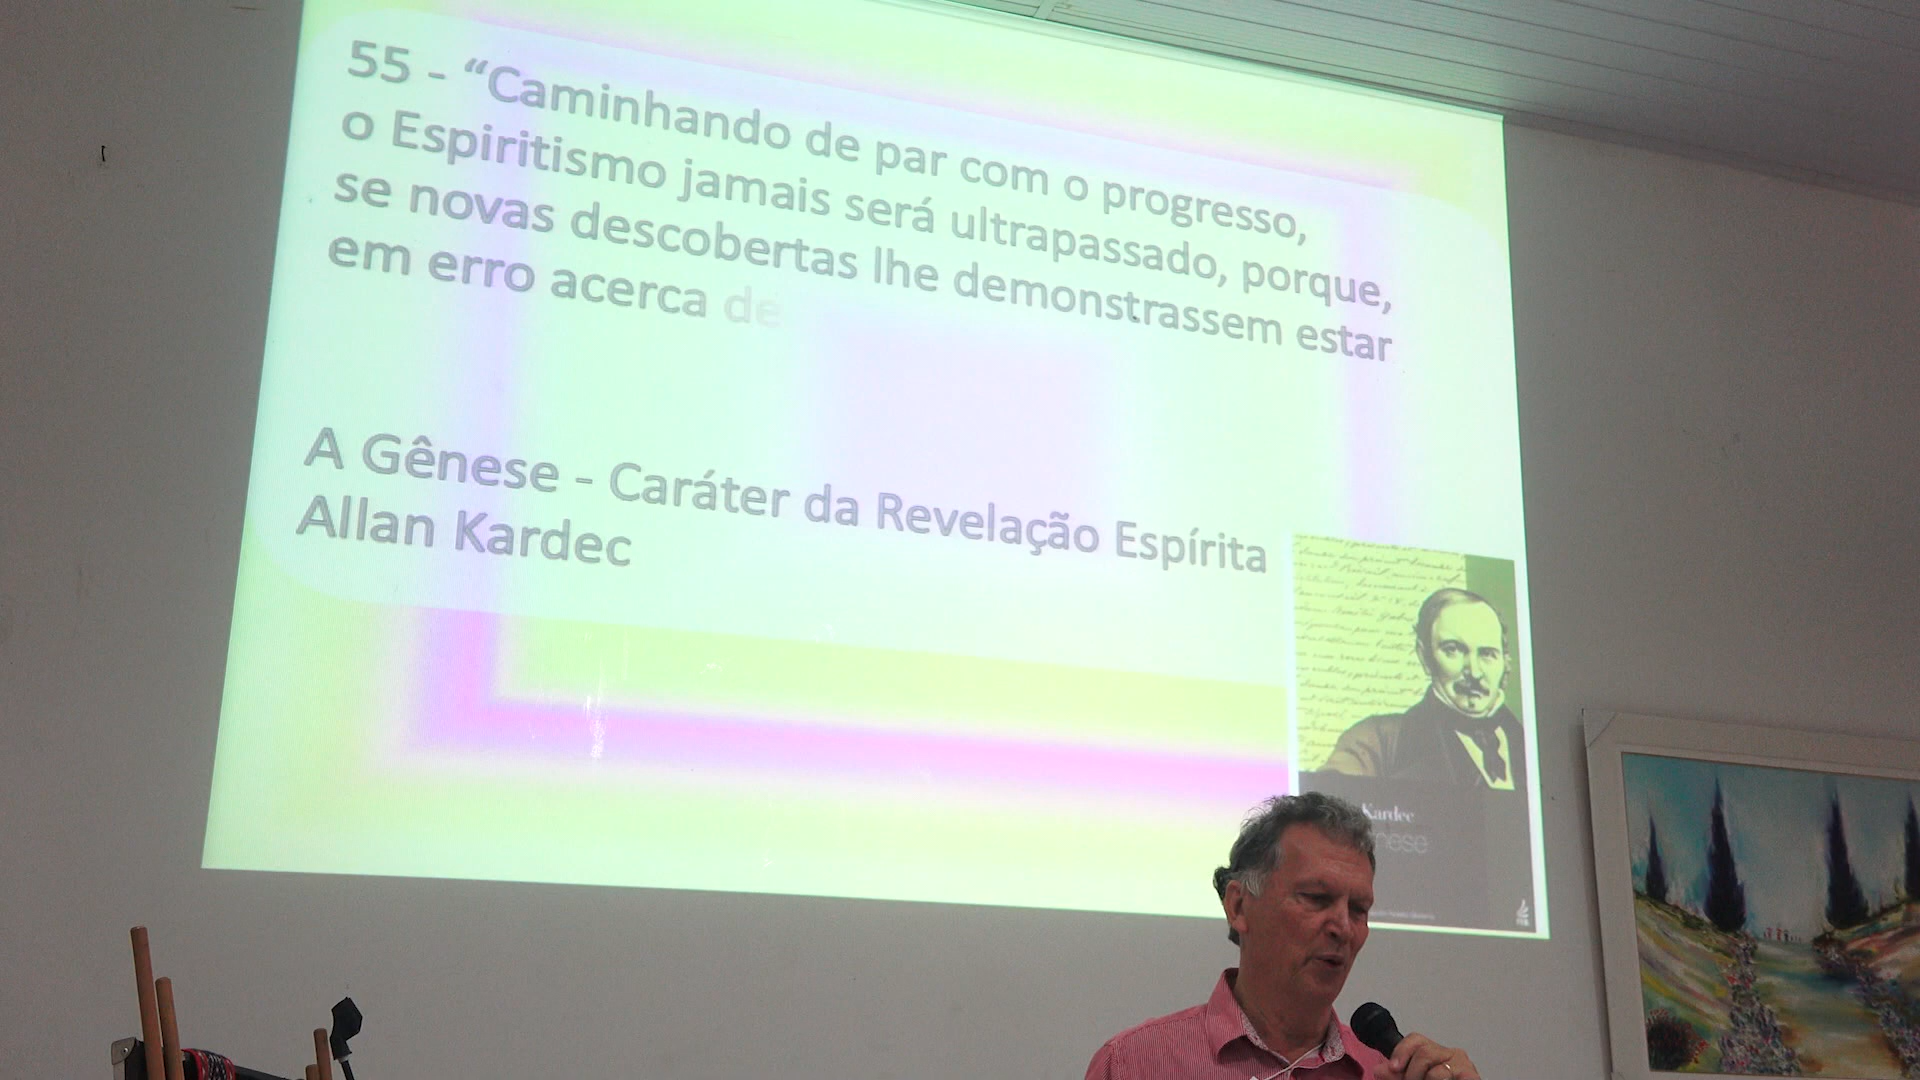 55 - “Caminhando de par com o progresso,
o Espiritismo jamais será ultrapassado, porque,
se novas descobertas lhe demonstrassem estar
em erro acerca de
A Gênese - Caráter da Revelação Espírita
Allan Kardec
Kardec